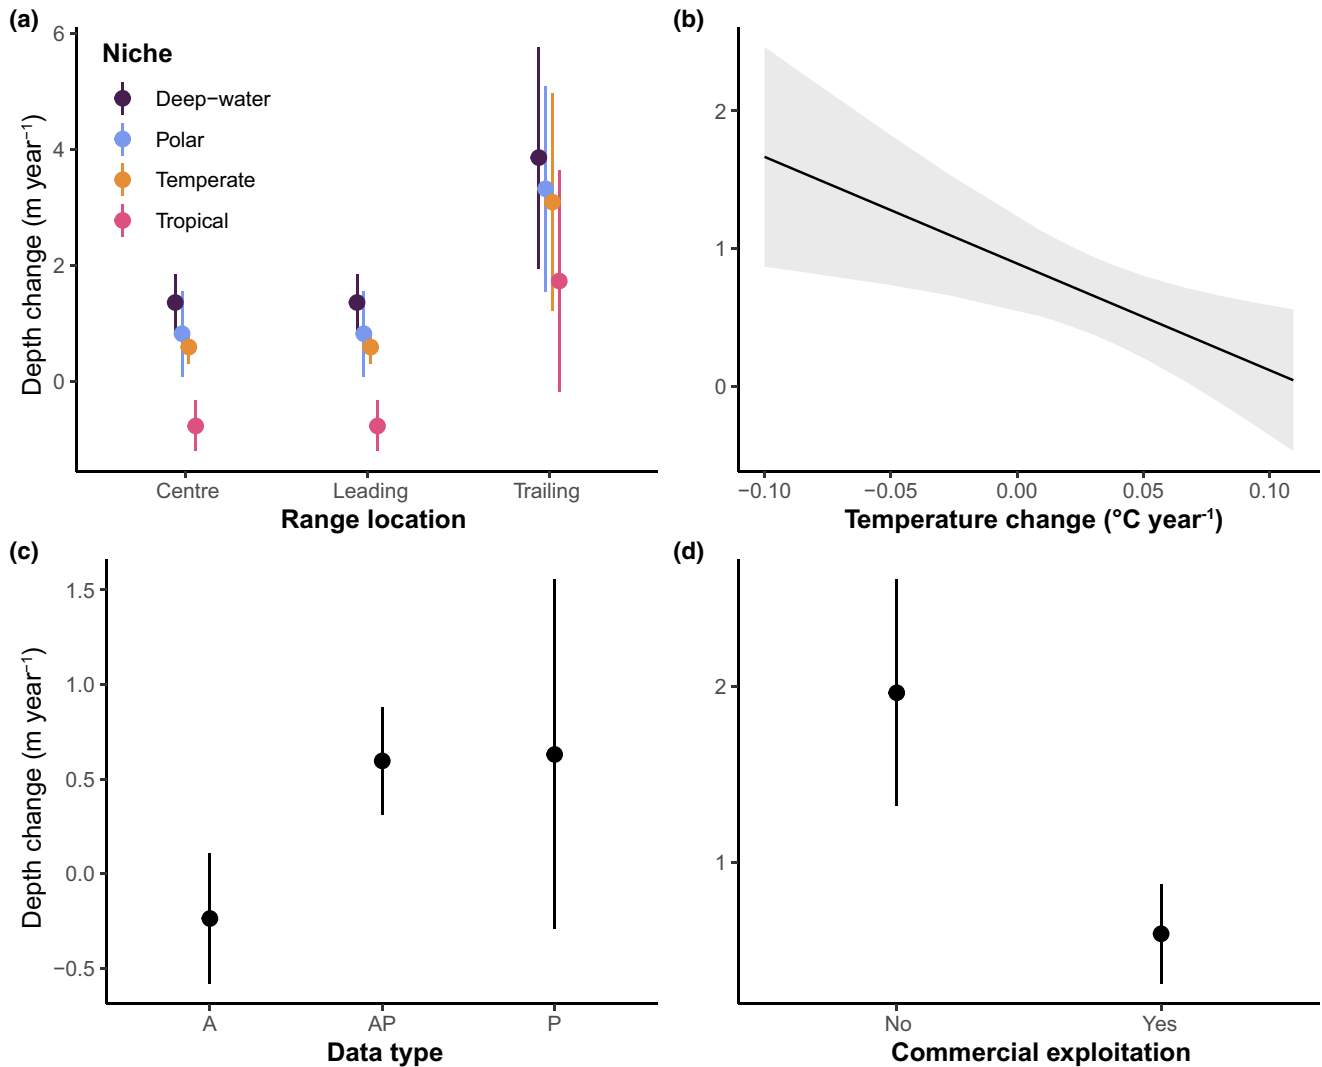 (a)
Niche
Deep−water
Polar
Temperate
Tropical
Depth change (m year⁻¹)
6
4
2
0
Centre Leading Trailing
Range location
(b)
2
1
0
−0.10 −0.05 0.00 0.05 0.10
Temperature change (°C year⁻¹)
(c)
Depth change (m year⁻¹)
1.5
1.0
0.5
0.0
−0.5
A AP P
Data type
(d)
2
1
No Yes
Commercial exploitation